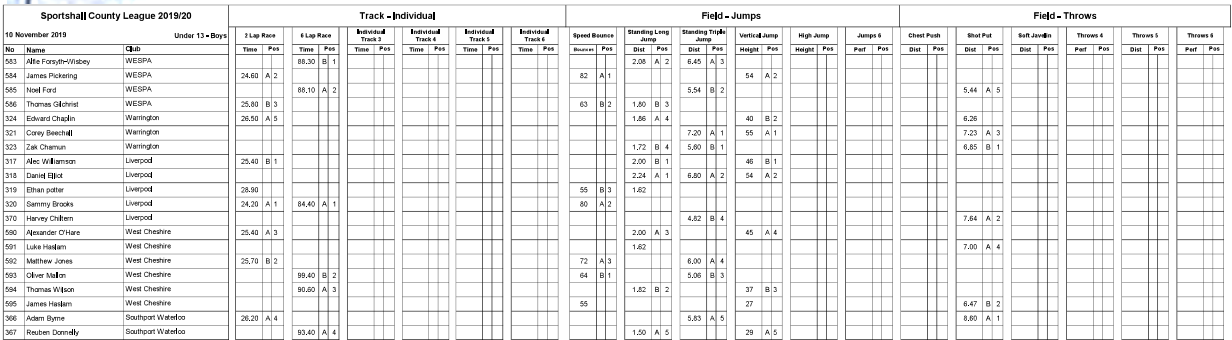 Sportshall County League 2019/20 Track - Individual Field - Jumps Field - Throws
10 November 2019 Under 13 - Boys 2 Lap Race 6 Lap Race Individual Track 3 Individual Track 4 Individual Track 5 Individual Track 6 Speed Bounce Standing Long Jump Standing Triple Jump Vertical Jump High Jump Jumps 6 Chest Push Shot Put Soft Javelin Throws 4 Throws 5 Throws 6
No Name Club Time Pos Time Pos Time Pos Time Pos Time Pos Time Pos Bounces Pos Dist Pos Dist Pos Height Pos Height Pos Perf Pos Dist Pos Dist Pos Dist Pos Perf Pos Dist Pos Perf Pos
583 Alfie Forsyth-Wisbey WESPA 88.30 B 1 2.08 A 2 6.45 A 3
584 James Pickering WESPA 24.60 A 2 82 A 1 54 A 2
585 Noel Ford WESPA 88.10 A 2 5.54 B 2 5.44 A 5
586 Thomas Gilchrist WESPA 25.80 B 3 63 B 2 1.80 B 3
324 Edward Chaplin Warrington 26.50 A 5 1.86 A 4 40 B 2 6.26
321 Corey Beechall Warrington 7.20 A 1 55 A 1 7.23 A 3
323 Zak Chamun Warrington 1.72 B 4 5.60 B 1 6.85 B 1
317 Alec Williamson Liverpool 25.40 B 1 2.00 B 1 46 B 1
318 Daniel Elliot Liverpool 2.24 A 1 6.80 A 2 54 A 2
319 Ethan potter Liverpool 28.90 55 B 3 1.62
320 Sammy Brooks Liverpool 24.20 A 1 84.40 A 1 80 A 2
370 Harvey Chiltern Liverpool 4.82 B 4 7.64 A 2
590 Alexander O'Hare West Cheshire 25.40 A 3 2.00 A 3 45 A 4
591 Luke Haslam West Cheshire 1.62 7.00 A 4
592 Matthew Jones West Cheshire 25.70 B 2 72 A 3 6.00 A 4
593 Oliver Mallon West Cheshire 99.40 B 2 64 B 1 5.06 B 3
594 Thomas Wilson West Cheshire 90.60 A 3 1.82 B 2 37 B 3
595 James Haslam West Cheshire 55 27 6.47 B 2
366 Adam Byrne Southport Waterloo 26.20 A 4 5.83 A 5 8.60 A 1
367 Reuben Donnelly Southport Waterloo 93.40 A 4 1.50 A 5 29 A 5